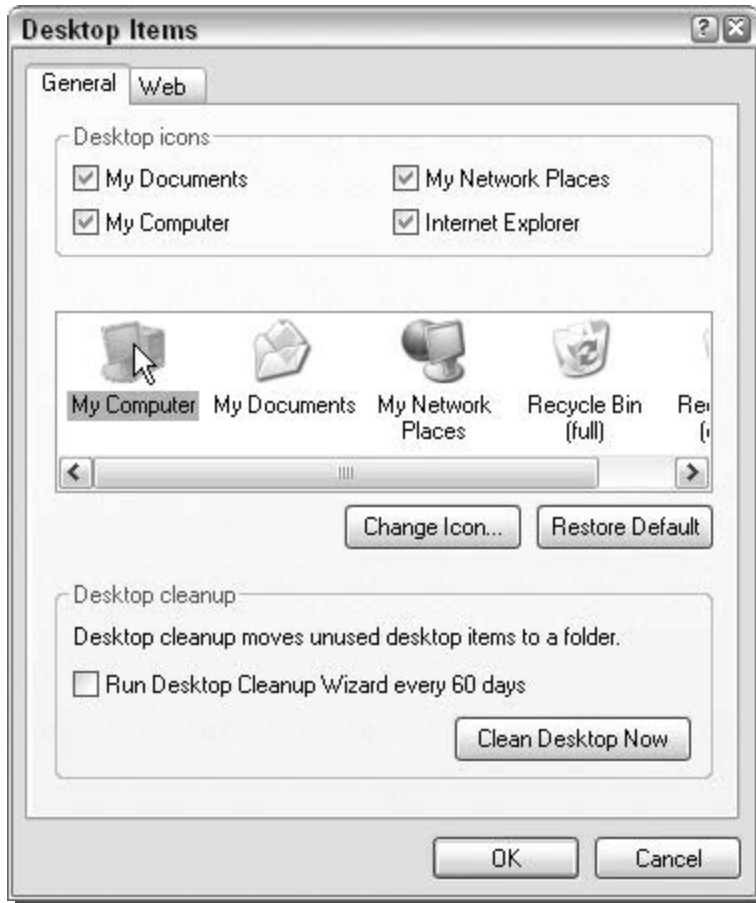 Desktop Items
General Web
Desktop icons
My Documents My Network Places
My Computer Internet Explorer
My Computer My Documents My Network Places Recycle Bin (full)
Change Icon... Restore Default
Desktop cleanup
Desktop cleanup moves unused desktop items to a folder.
Run Desktop Cleanup Wizard every 60 days
Clean Desktop Now
OK Cancel